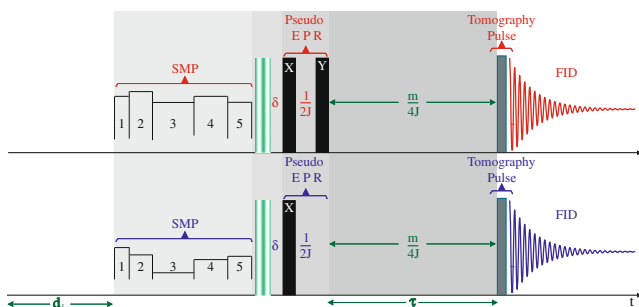 Pseudo
E P R
Tomography
Pulse
SMP
FID
X
Y
δ
1
2J
m
4J
1 2 3 4 5
Pseudo
E P R
Tomography
Pulse
SMP
FID
X
δ
1
2J
m
4J
1 2 3 4 5
t
d₁
τ